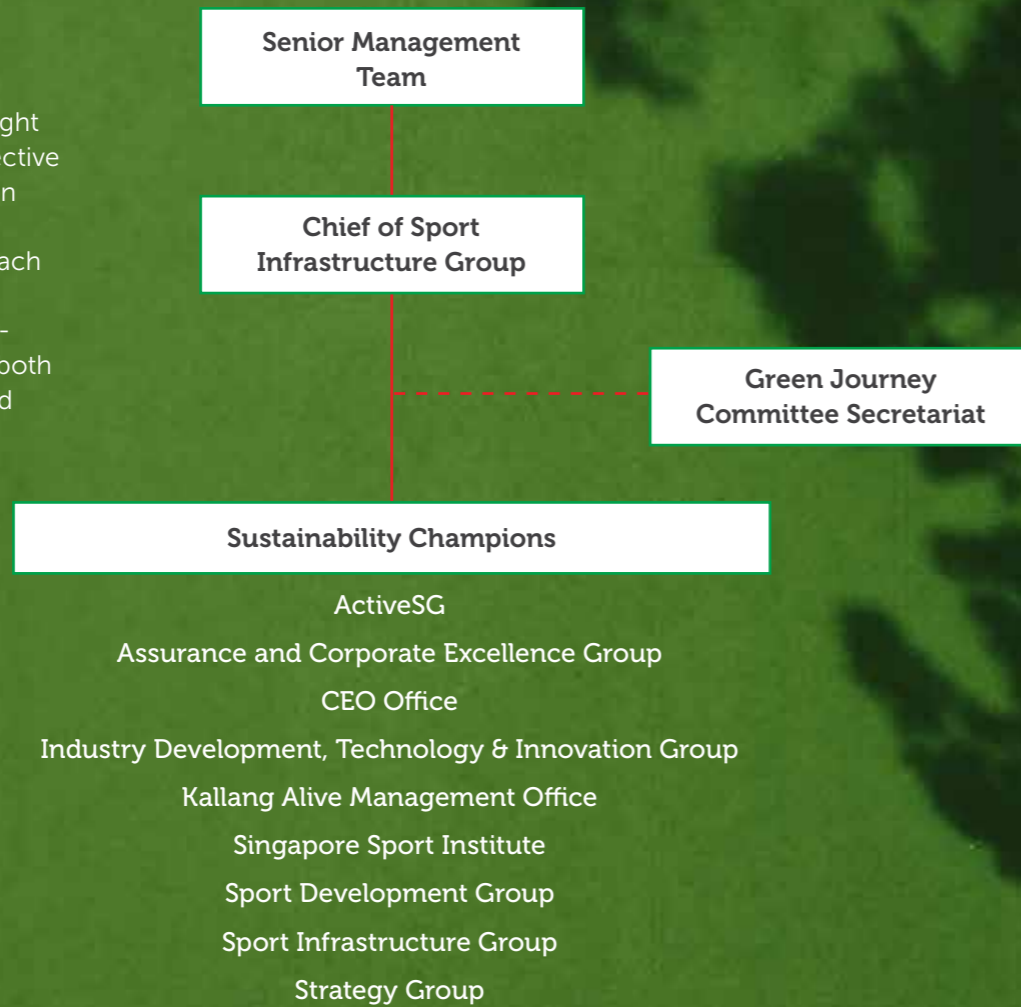 Senior Management
Team
Chief of Sport
Infrastructure Group
both
Green Journey
Committee Secretariat
Sustainability Champions
ActiveSG
Assurance and Corporate Excellence Group
CEO Office
Industry Development, Technology & Innovation Group
Kallang Alive Management Office
Singapore Sport Institute
Sport Development Group
Sport Infrastructure Group
Strategy Group